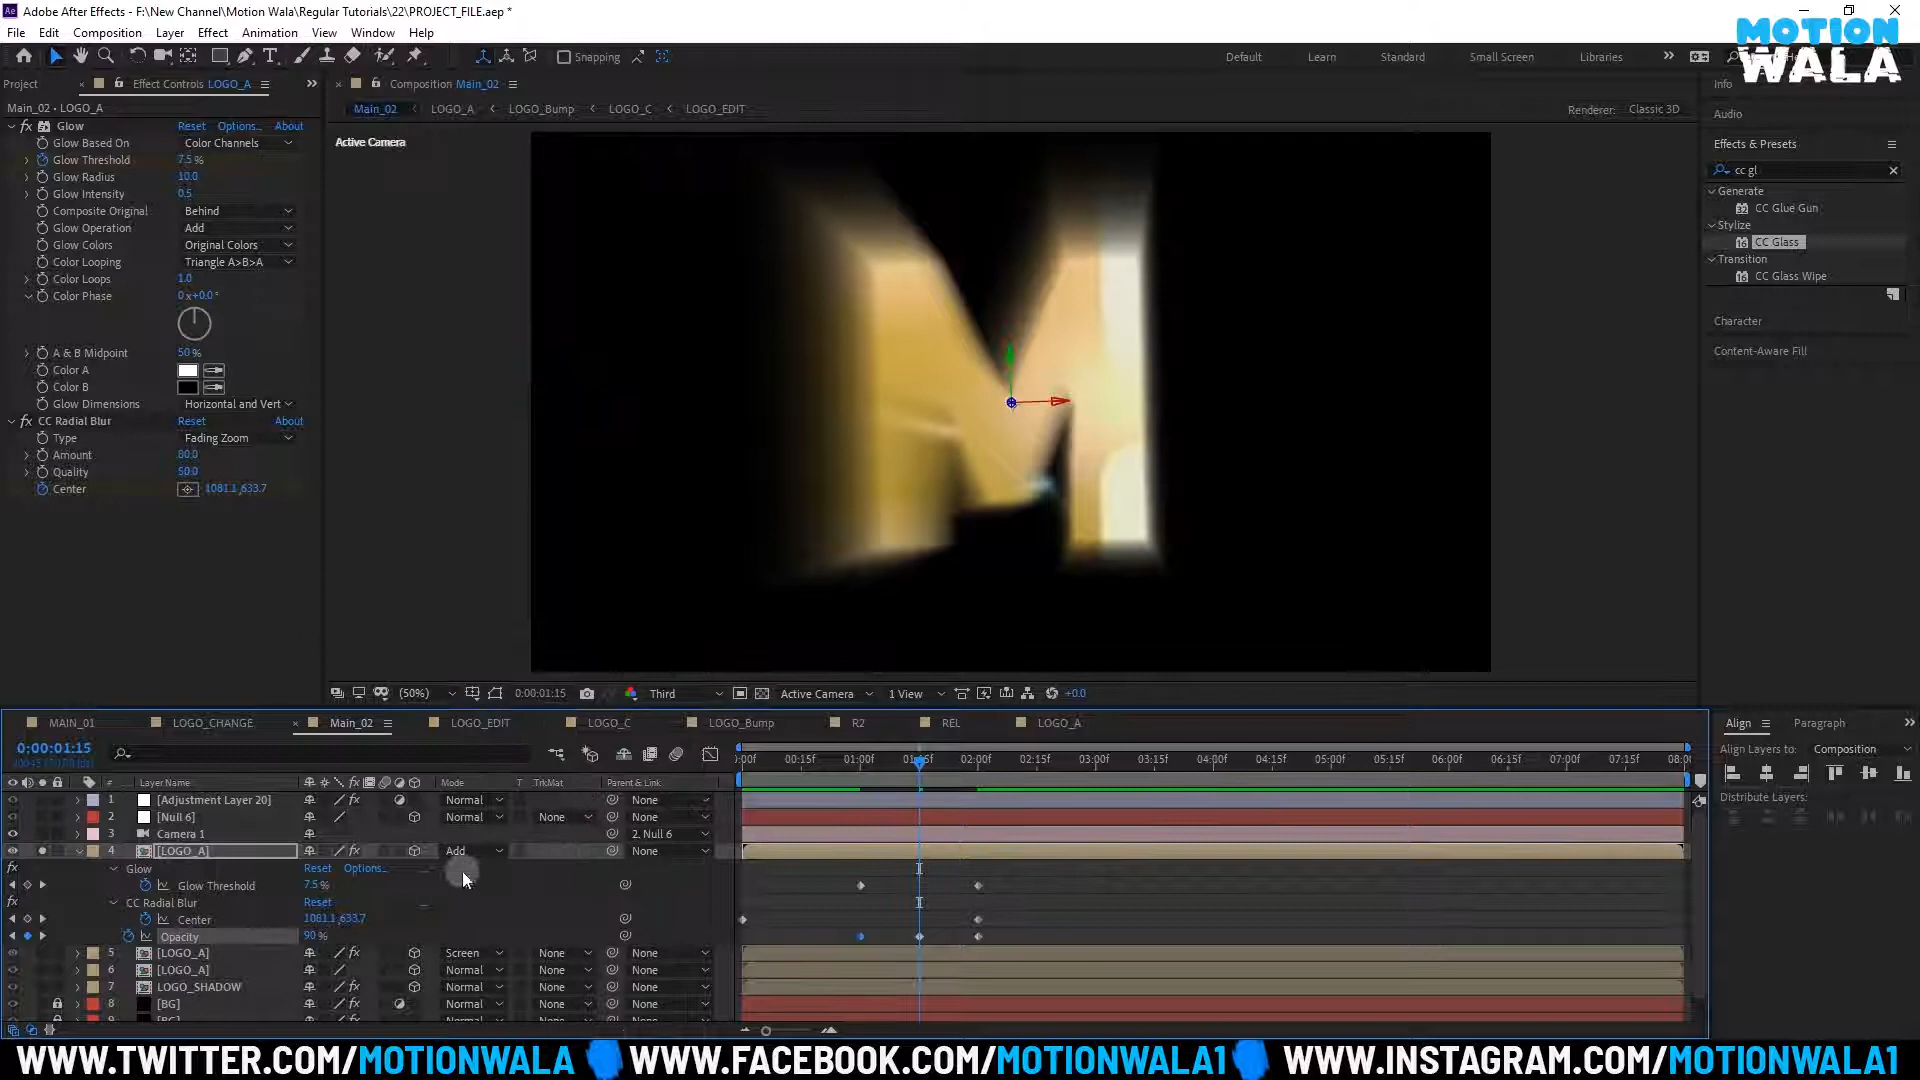 Ae Adobe After Effects - F:\New Channel\Motion Wala\Regular Tutorials\22\PROJECT_FILE.aep *
File Edit Composition Layer Effect Animation View Window Help
MOTION
WALA
Snapping
Default Learn Standard Small Screen Libraries
Project Effect Controls LOGO_A
Composition Main_02
Info
Main_02 • LOGO_A
Main_02 LOGO_A LOGO_Bump LOGO_C LOGO_EDIT
Renderer: Classic 3D
Audio
Active Camera
fx Glow Reset Options... About
Glow Based On Color Channels
Glow Threshold 7.5 %
Glow Radius 10.0
Glow Intensity 0.5
Composite Original Behind
Glow Operation Add
Glow Colors Original Colors
Color Looping Triangle A>B>A
Color Loops 1.0
Color Phase 0 x+0.0°
A & B Midpoint 50 %
Color A
Color B
Glow Dimensions Horizontal and Vert
fx CC Radial Blur Reset About
Type Fading Zoom
Amount 80.0
Quality 50.0
Center 1081.1,633.7
Effects & Presets
cc gl
Generate
32 CC Glue Gun
Stylize
16 CC Glass
Transition
16 CC Glass Wipe
Character
Content-Aware Fill
M
(50%) 0:00:01:15 Third Active Camera 1 View +0.0
MAIN_01 LOGO_CHANGE Main_02 LOGO_EDIT LOGO_C LOGO_Bump R2 REL LOGO_A
Align Paragraph
Align Layers to: Composition
Distribute Layers:
0;00:01:15
00:15f 01:00f 02:00f 02:15f 03:00f 03:15f 04:00f 04:15f 05:00f 05:15f 06:00f 06:15f 07:00f 07:15f 08:0
# Layer Name Mode T TrkMat Parent & Link
1 [Adjustment Layer 20] fx Normal None
2 [Null 6] Normal None None
3 Camera 1 2. Null 6
4 [LOGO_A] fx Add None
fx Glow Reset Options...
Glow Threshold 7.5 %
fx CC Radial Blur Reset
Center 1081.1,633.7
Opacity 90 %
5 [LOGO_A] fx Screen None None
6 [LOGO_A] Normal None None
7 LOGO_SHADOW fx Normal None None
8 [BG] fx Normal None None
WWW.TWITTER.COM/MOTIONWALA WWW.FACEBOOK.COM/MOTIONWALA1 WWW.INSTAGRAM.COM/MOTIONWALA1